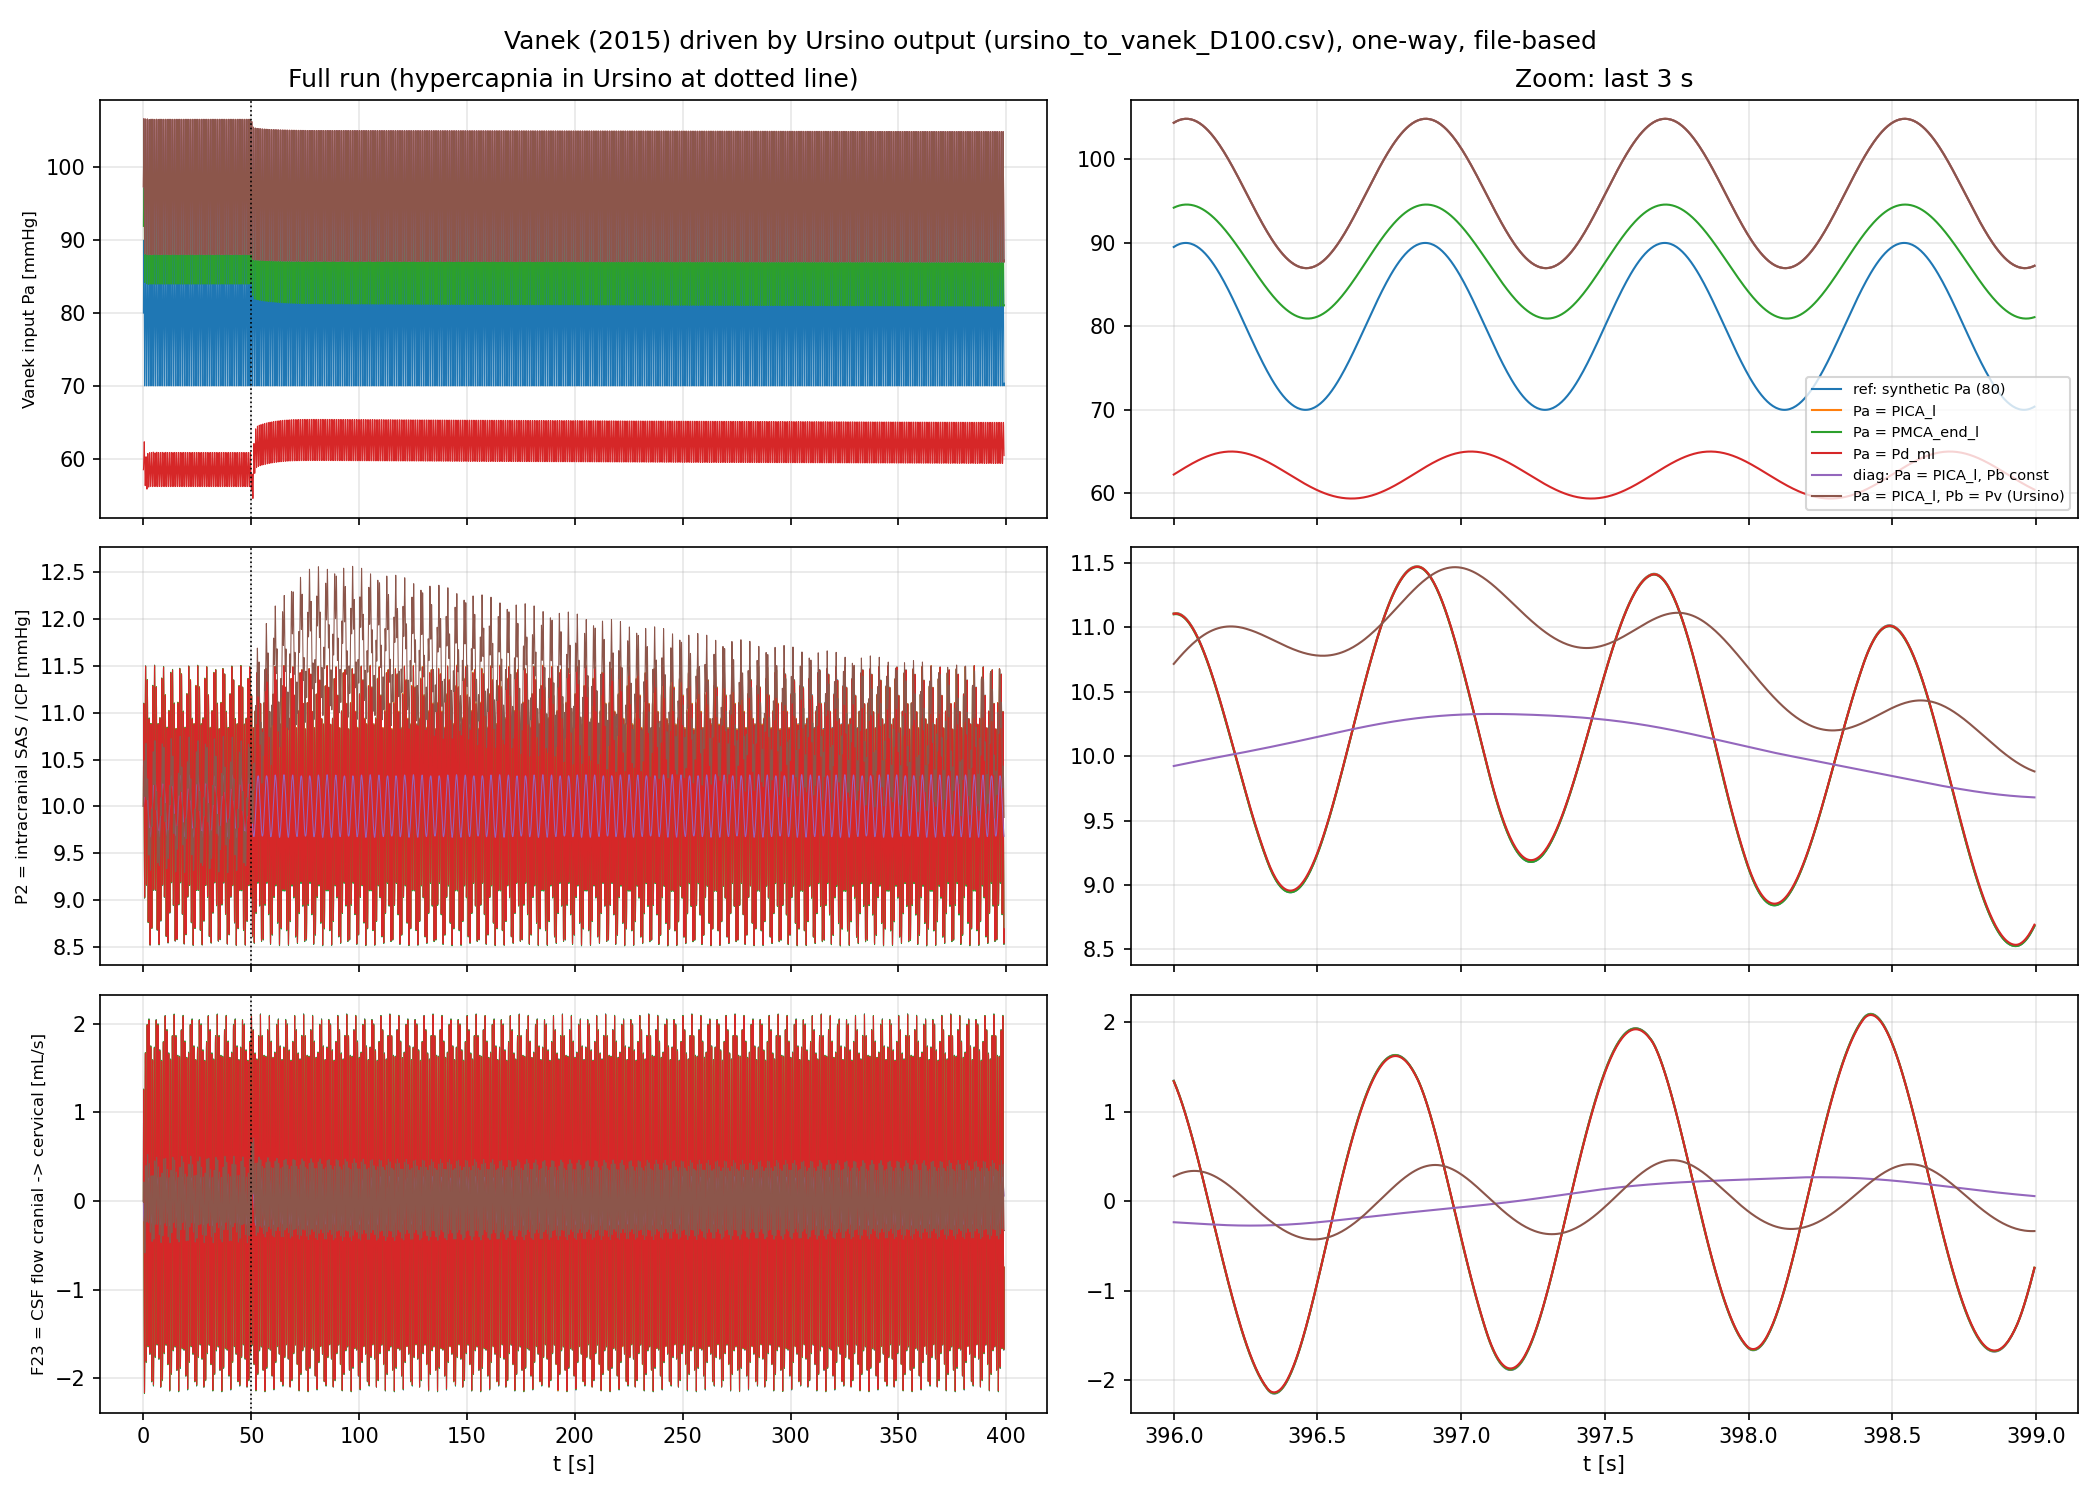 Vanek (2015) driven by Ursino output (ursino_to_vanek_D100.csv), one-way, file-based
Full run (hypercapnia in Ursino at dotted line)
Zoom: last 3 s
Vanek input Pa [mmHg]
100
90
80
70
60
100
90
80
70
60
ref: synthetic Pa (80)
Pa = PICA_l
Pa = PMCA_end_l
Pa = Pd_ml
diag: Pa = PICA_l, Pb const
Pa = PICA_l, Pb = Pv (Ursino)
P2 = intracranial SAS / ICP [mmHg]
12.5
12.0
11.5
11.0
10.5
10.0
9.5
9.0
8.5
11.5
11.0
10.5
10.0
9.5
9.0
8.5
F23 = CSF flow cranial -> cervical [mL/s]
2
1
0
−1
−2
2
1
0
−1
−2
0 50 100 150 200 250 300 350 400
t [s]
396.0 396.5 397.0 397.5 398.0 398.5 399.0
t [s]